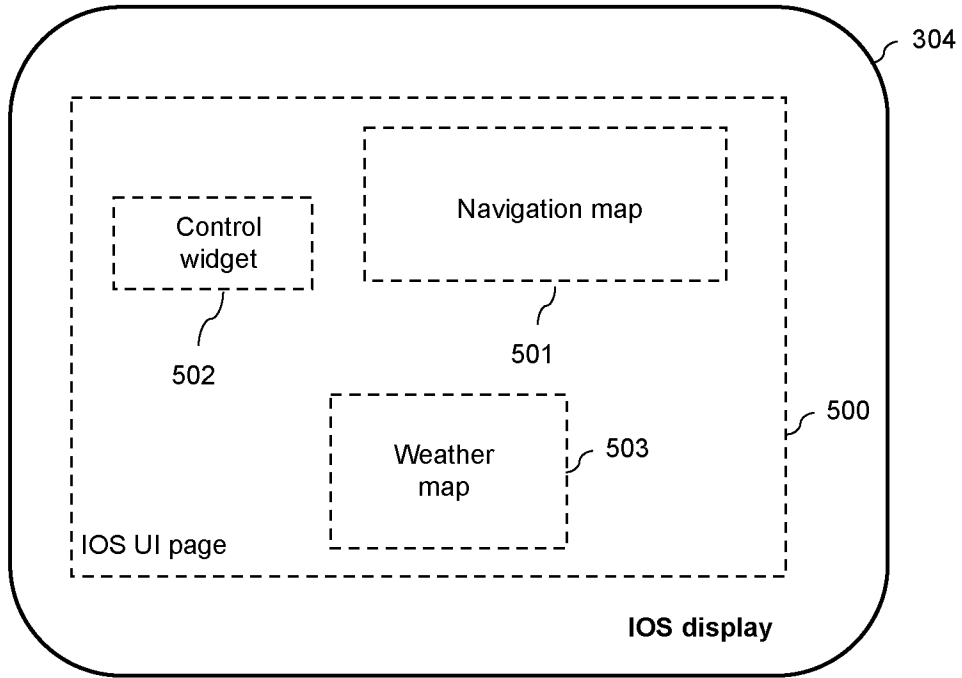 304
Navigation map
Control
widget
501
502
500
Weather
map
503
IOS UI page
IOS display